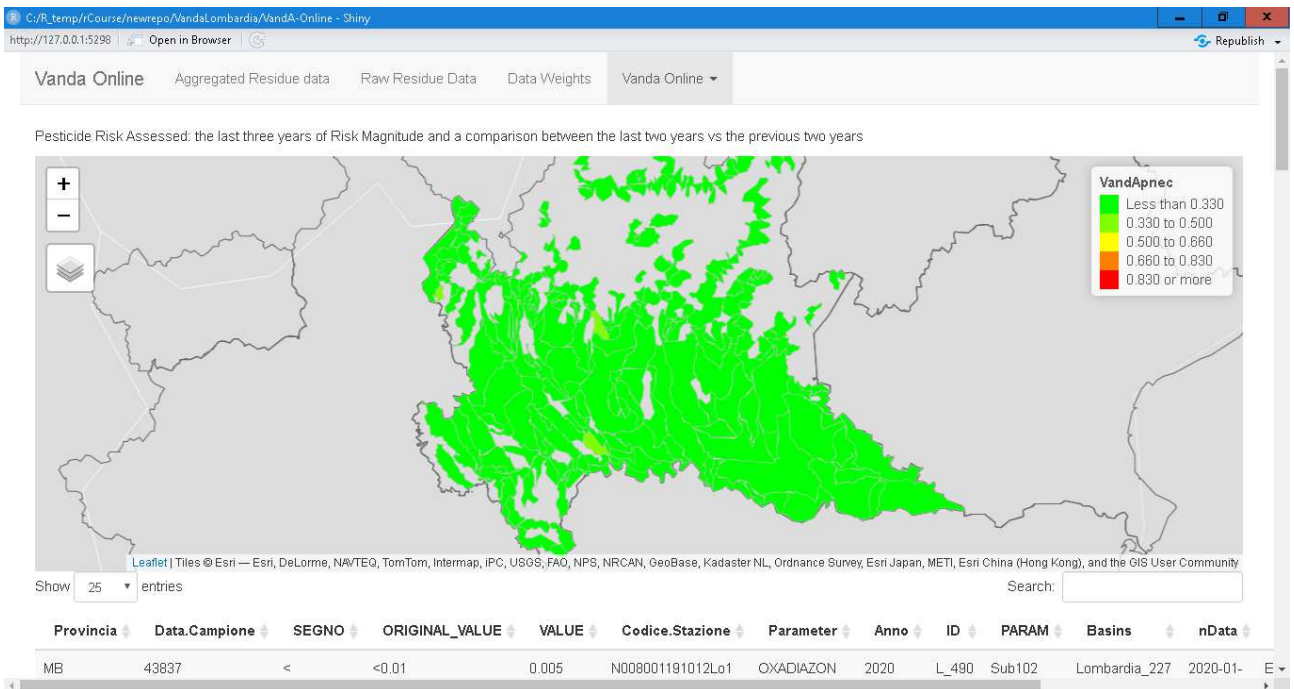 C:/R_temp/rCourse/newrepo/VandaLombardia/VandA-Online - Shiny
http://127.0.0.1:5298 Open in Browser Republish
Vanda Online Aggregated Residue data Raw Residue Data Data Weights Vanda Online
Pesticide Risk Assessed: the last three years of Risk Magnitude and a comparison between the last two years vs the previous two years
+
−
VandApnec
Less than 0.330
0.330 to 0.500
0.500 to 0.660
0.660 to 0.830
0.830 or more
Leaflet | Tiles © Esri — Esri, DeLorme, NAVTEQ, TomTom, Intermap, iPC, USGS, FAO, NPS, NRCAN, GeoBase, Kadaster NL, Ordnance Survey, Esri Japan, METI, Esri China (Hong Kong), and the GIS User Community
Show 25 entries Search:
Provincia Data.Campione SEGNO ORIGINAL_VALUE VALUE Codice.Stazione Parameter Anno ID PARAM Basins nData
MB 43837 < <0.01 0.005 N008001191012Lo1 OXADIAZON 2020 L_490 Sub102 Lombardia_227 2020-01- E